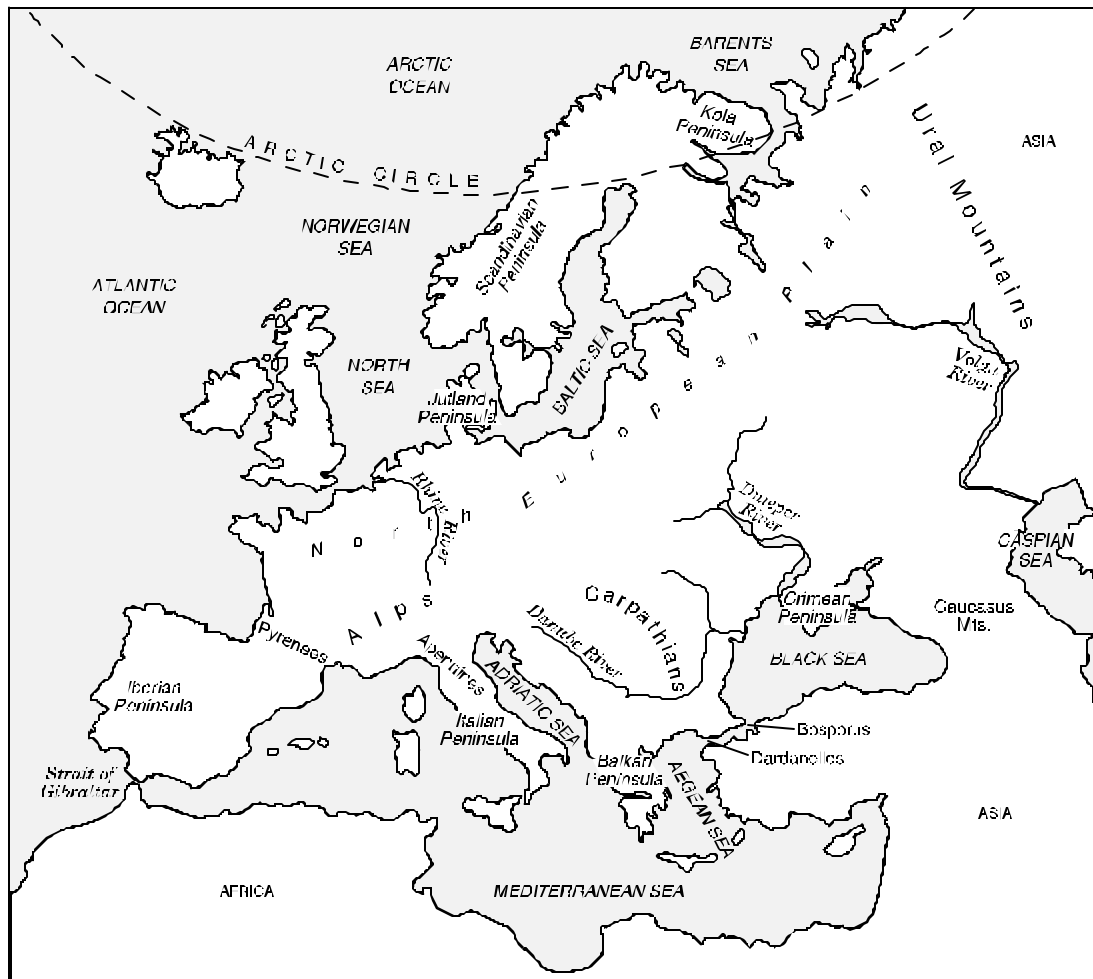 BARENTS
SEA
ARCTIC
OCEAN
Kola
Peninsula
Ural Mountains
ASIA
ARCTIC CIRCLE
NORWEGIAN
SEA
Scandinavian
Peninsula
ATLANTIC
OCEAN
North European Plain
Volga
River
NORTH
SEA
BALTIC SEA
Jutland
Peninsula
Rhine River
Dnieper
River
CASPIAN
SEA
Carpathians
Crimean
Peninsula
Caucasus
Mts.
Alps
Pyrenees
Danube River
Apennines
ADRIATIC SEA
BLACK SEA
Iberian
Peninsula
Italian
Peninsula
Bosporus
Dardanelles
Balkan
Peninsula
AEGEAN SEA
Strait of
Gibraltar
ASIA
AFRICA
MEDITERRANEAN SEA